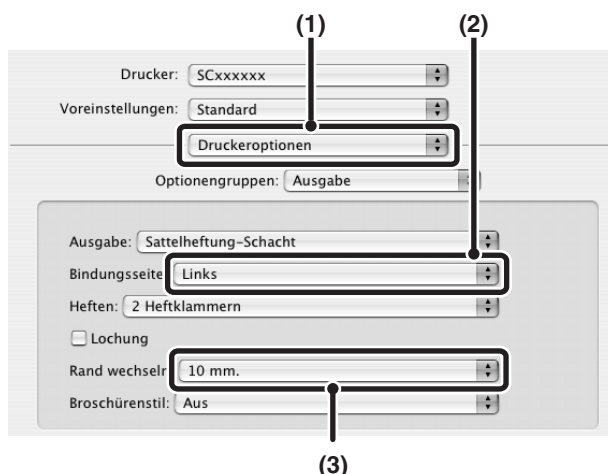 (1) (2)
Drucker: SCxxxxxx
Voreinstellungen: Standard
Druckeroptionen
Optionengruppen: Ausgabe
Ausgabe: Sattelheftung-Schacht
Bindungsseite Links
Heften: 2 Heftklammern
Lochung
Rand wechseln 10 mm.
Broschürenstil: Aus
(3)